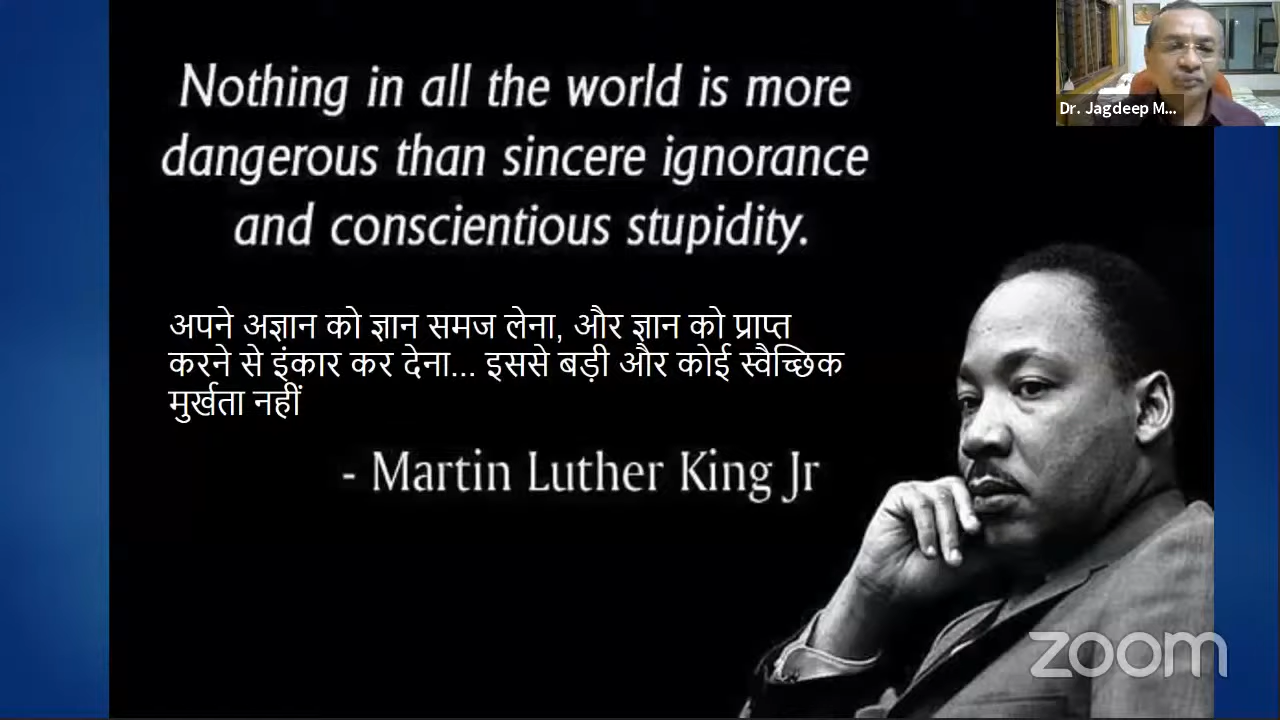 Nothing in all the world is more
dangerous than sincere ignorance
and conscientious stupidity.
अपने अज्ञान को ज्ञान समज लेना, और ज्ञान को प्राप्त
करने से इंकार कर देना... इससे बड़ी और कोई स्वैच्छिक
मुर्खता नहीं
- Martin Luther King Jr
Dr. Jagdeep M...
zoom